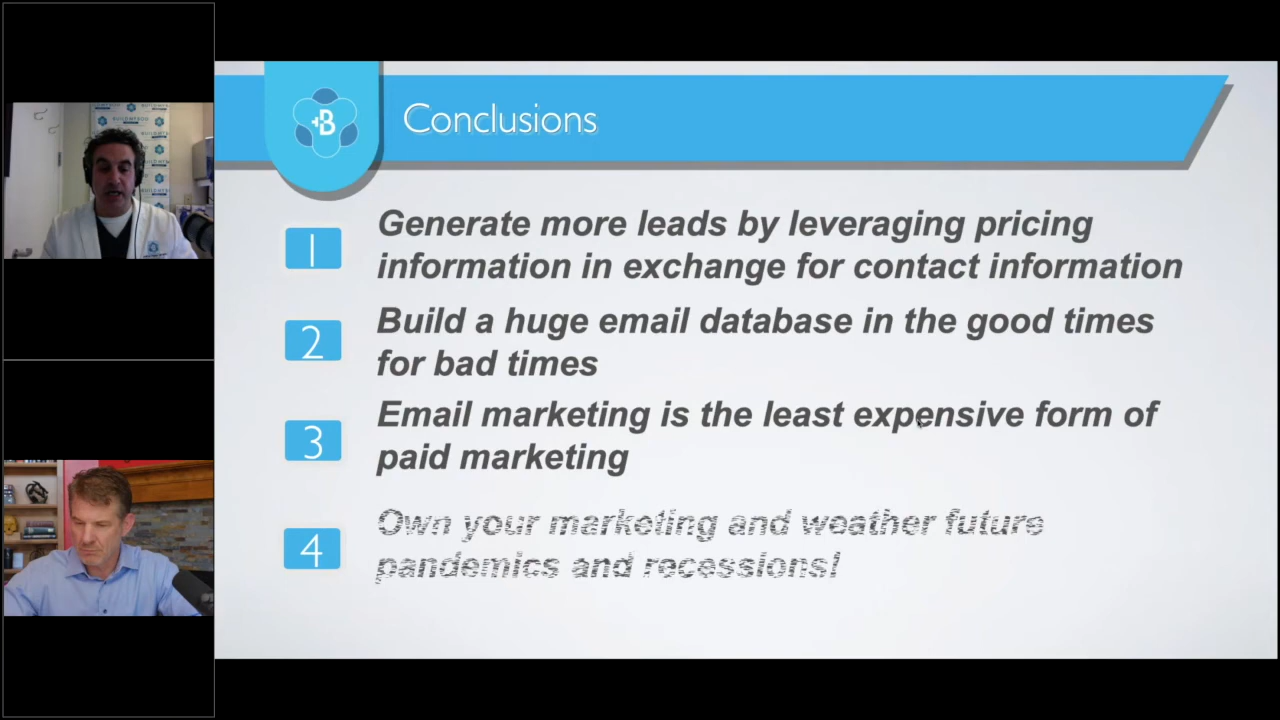 +B
Conclusions
1
Generate more leads by leveraging pricing
information in exchange for contact information
2
Build a huge email database in the good times
for bad times
3
Email marketing is the least expensive form of
paid marketing
4
Own your marketing and weather future
pandemics and recessions!